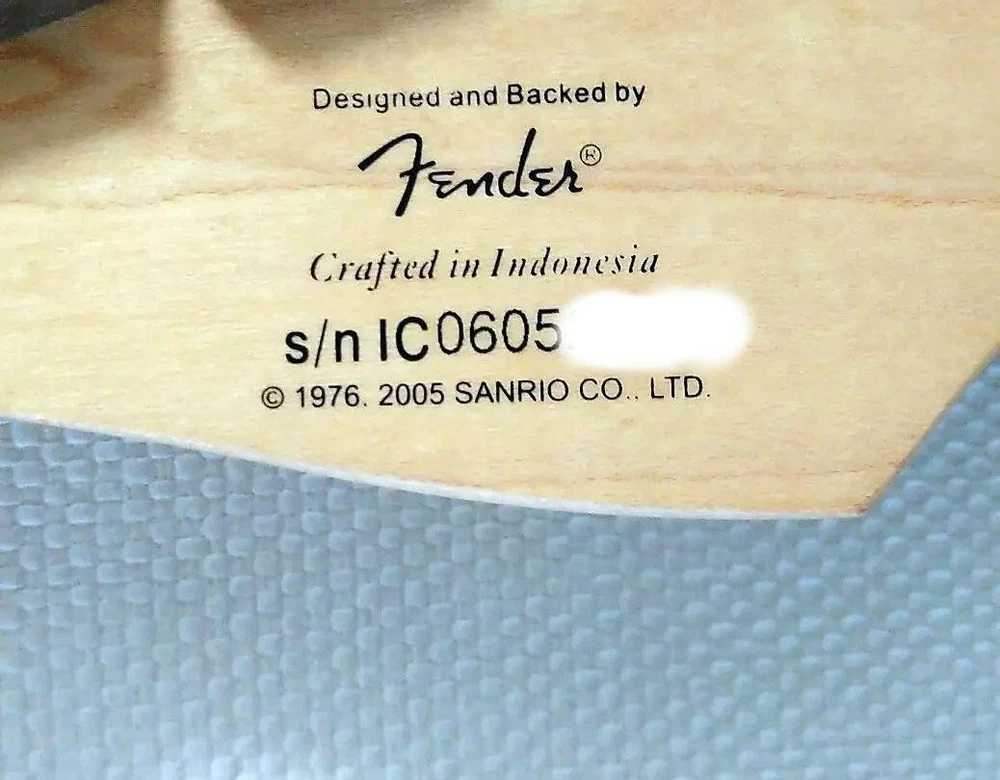 Designed and Backed by
Fender®
Crafted in Indonesia
s/n IC0605
© 1976. 2005 SANRIO CO.. LTD.